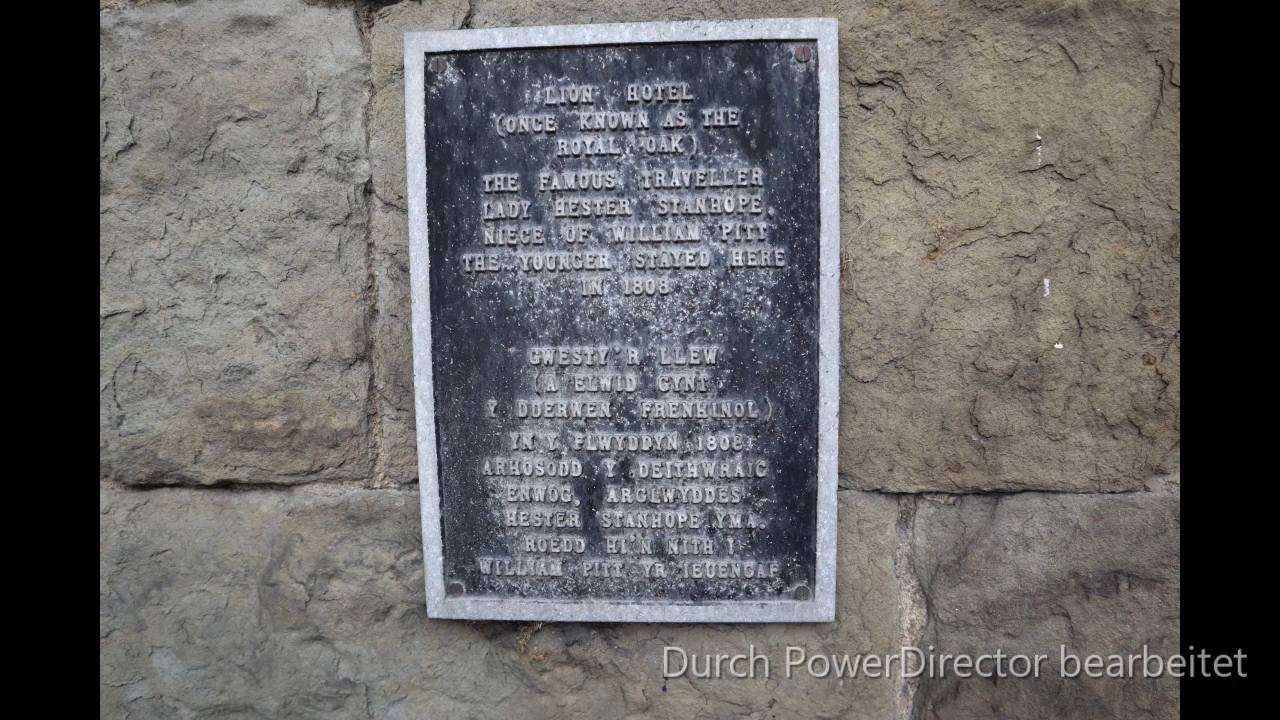 LION HOTEL
(ONCE KNOWN AS THE
ROYAL OAK)
THE FAMOUS TRAVELLER
LADY HESTER STANHOPE,
NIECE OF WILLIAM PITT
THE YOUNGER STAYED HERE
IN 1808
GWESTY'R LLEW
(A ELWID GYNT
Y DDERWEN FRENHINOL)
YN Y FLWYDDYN 1808
ARHOSODD Y DEITHWRAIG
ENWOG, ARGLWYDDES
HESTER STANHOPE YMA.
ROEDD HI'N NITH I
WILLIAM PITT YR IEUENGAF
Durch PowerDirector bearbeitet